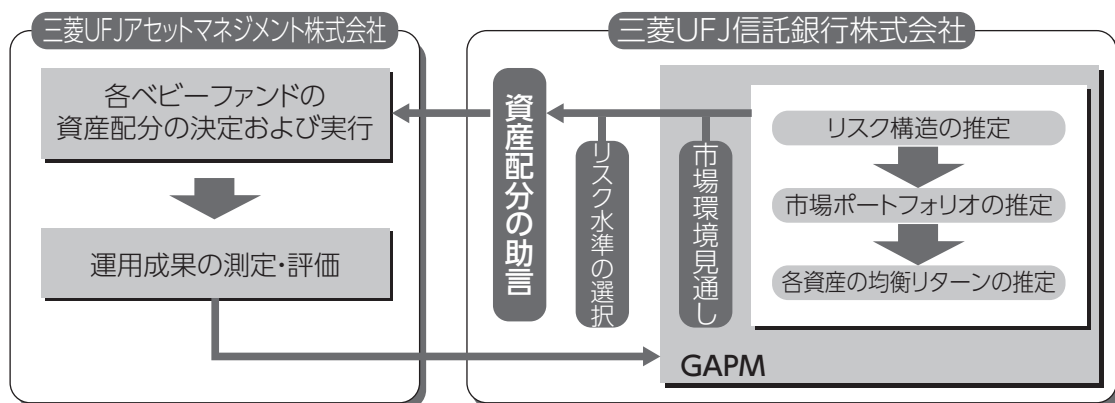 三菱UFJアセットマネジメント株式会社
各ベビーファンドの
資産配分の決定および実行
運用成果の測定・評価
三菱UFJ信託銀行株式会社
資産配分の助言
リスク水準の選択
市場環境見通し
リスク構造の推定
市場ポートフォリオの推定
各資産の均衡リターンの推定
GAPM